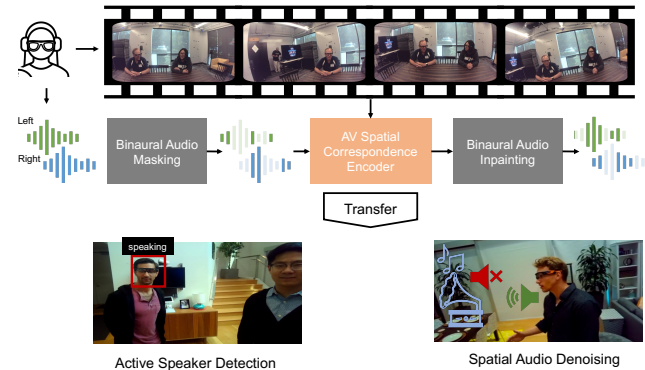 Left
Right
Binaural Audio
Masking
AV Spatial
Correspondence
Encoder
Binaural Audio
Inpainting
Transfer
speaking
Active Speaker Detection
Spatial Audio Denoising